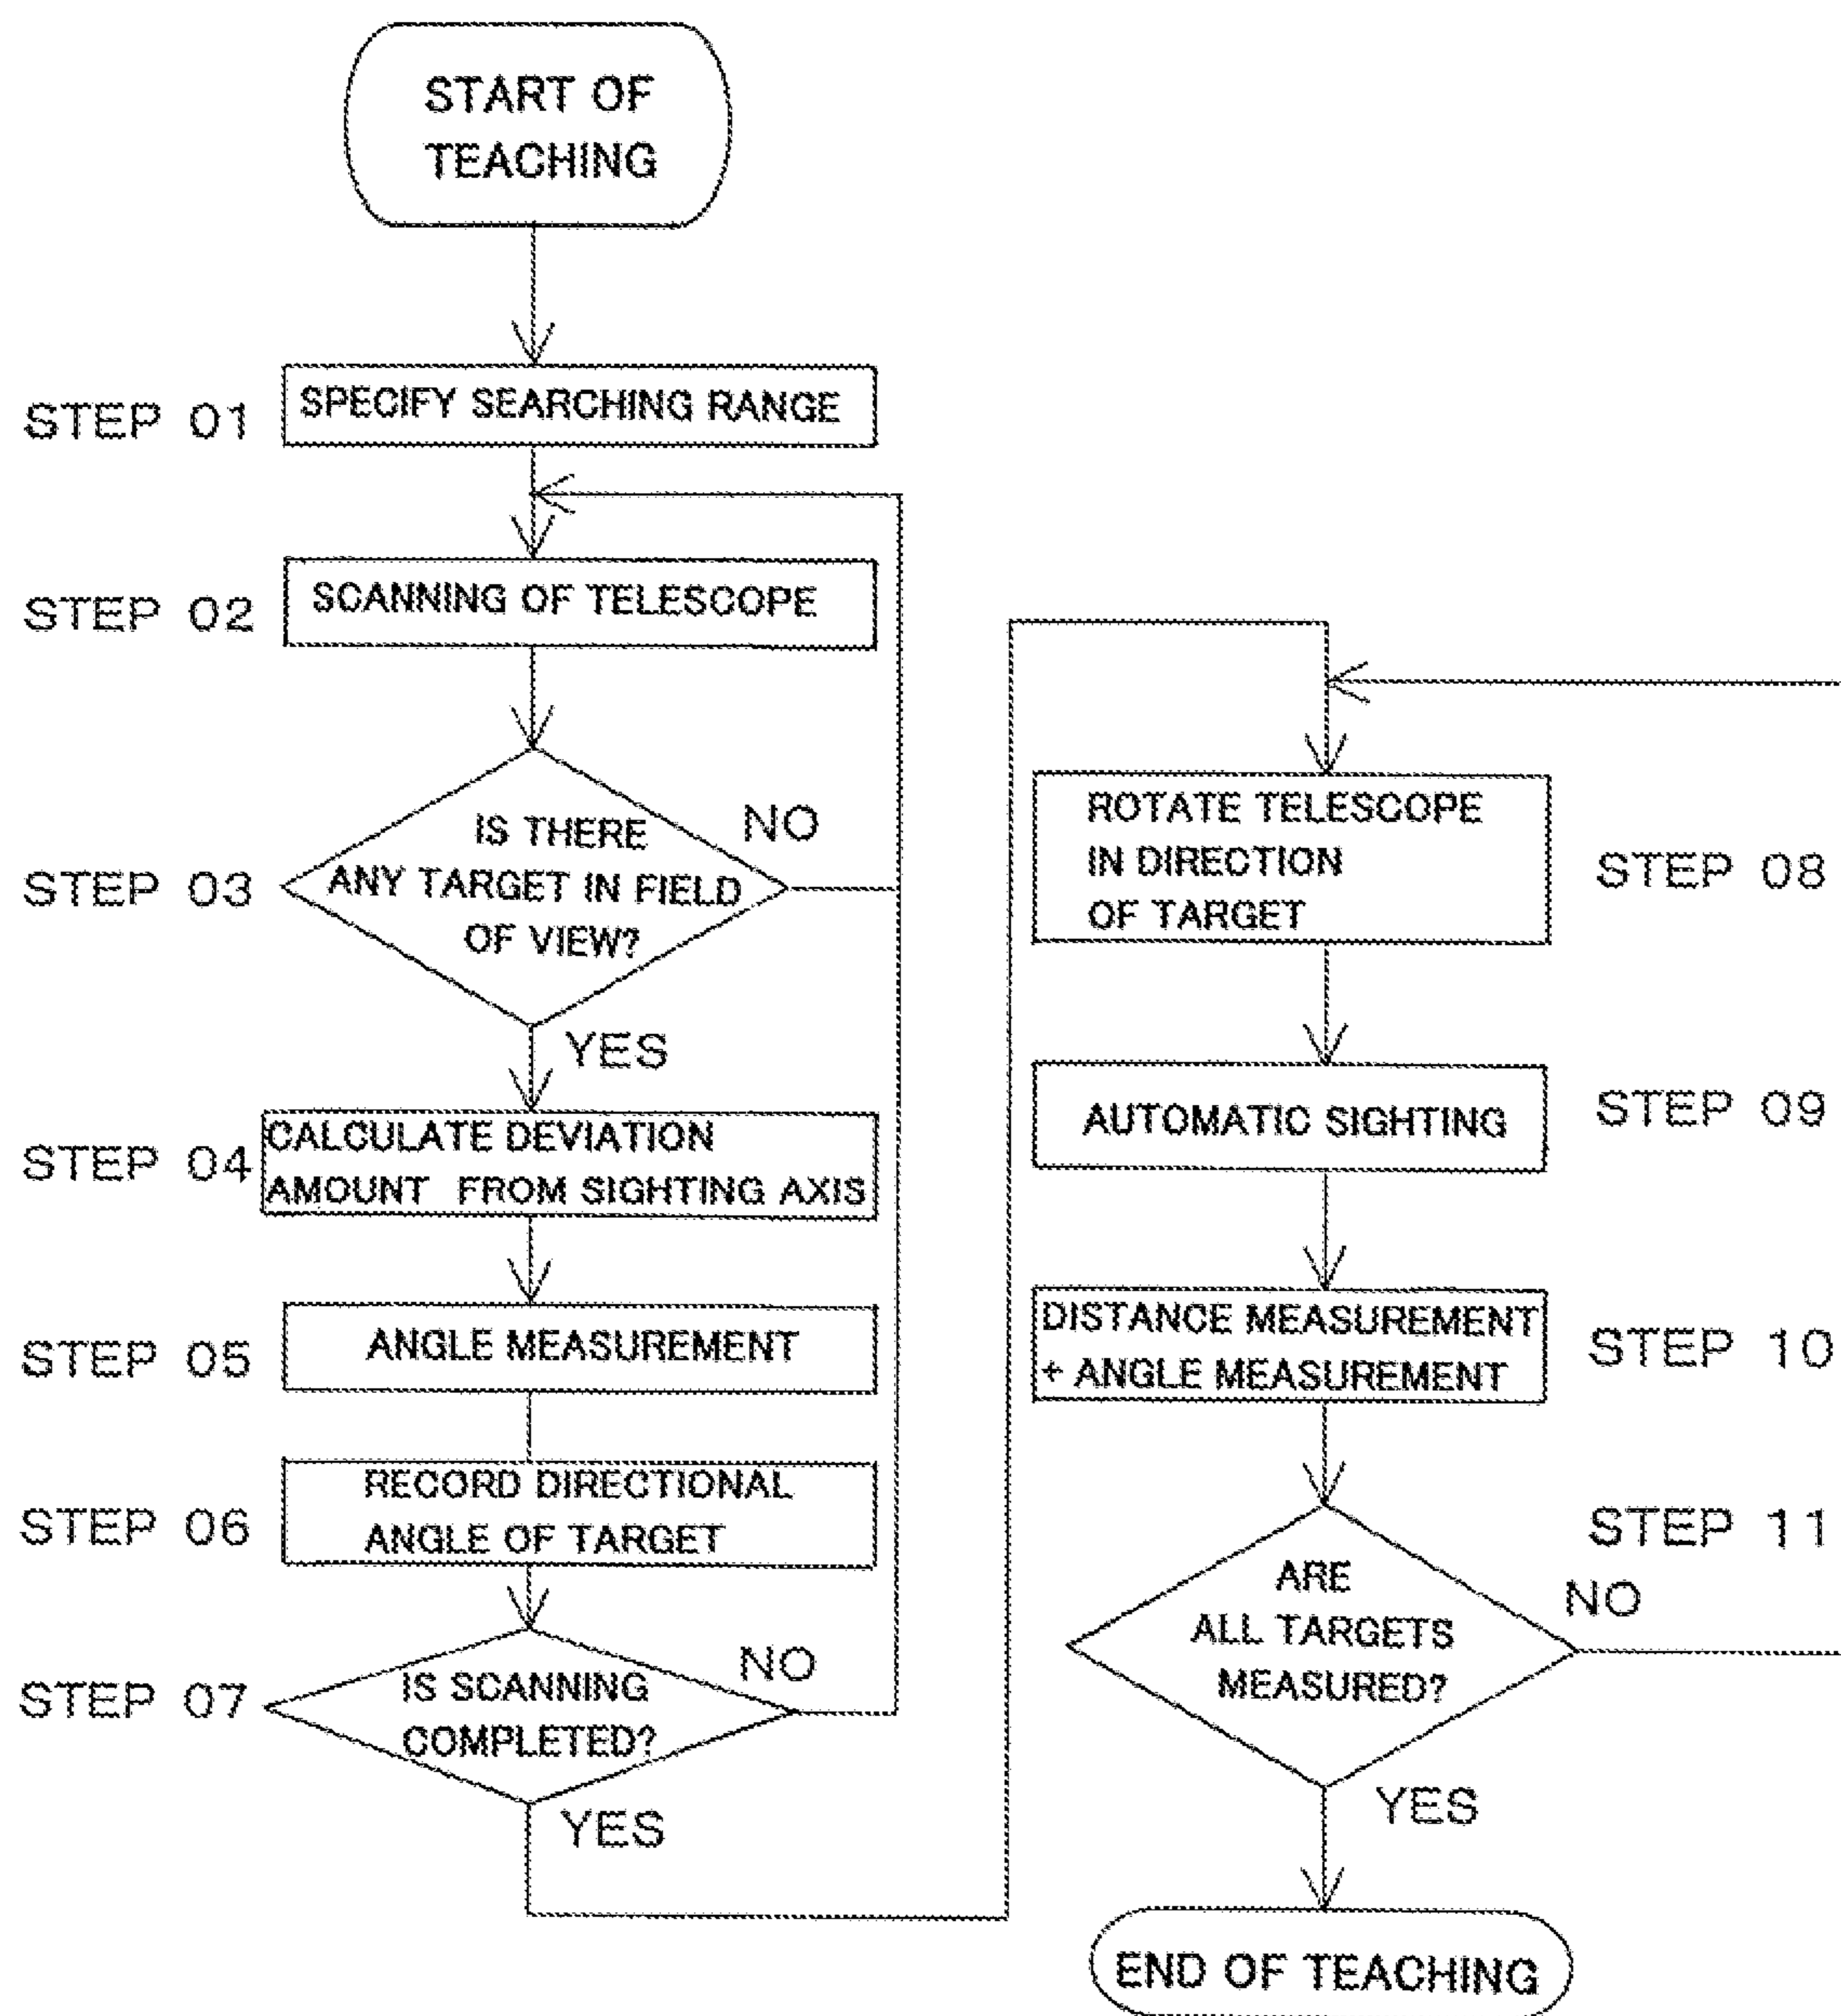 START OF
TEACHING
STEP 01
SPECIFY SEARCHING RANGE
STEP 02
SCANNING OF TELESCOPE
STEP 03
IS THERE
ANY TARGET IN FIELD
OF VIEW?
NO
YES
STEP 04
CALCULATE DEVIATION
AMOUNT FROM SIGHTING AXIS
STEP 05
ANGLE MEASUREMENT
STEP 06
RECORD DIRECTIONAL
ANGLE OF TARGET
STEP 07
IS SCANNING
COMPLETED?
NO
YES
ROTATE TELESCOPE
IN DIRECTION
OF TARGET
STEP 08
AUTOMATIC SIGHTING
STEP 09
DISTANCE MEASUREMENT
+ ANGLE MEASUREMENT
STEP 10
STEP 11
ARE
ALL TARGETS
MEASURED?
NO
YES
END OF TEACHING